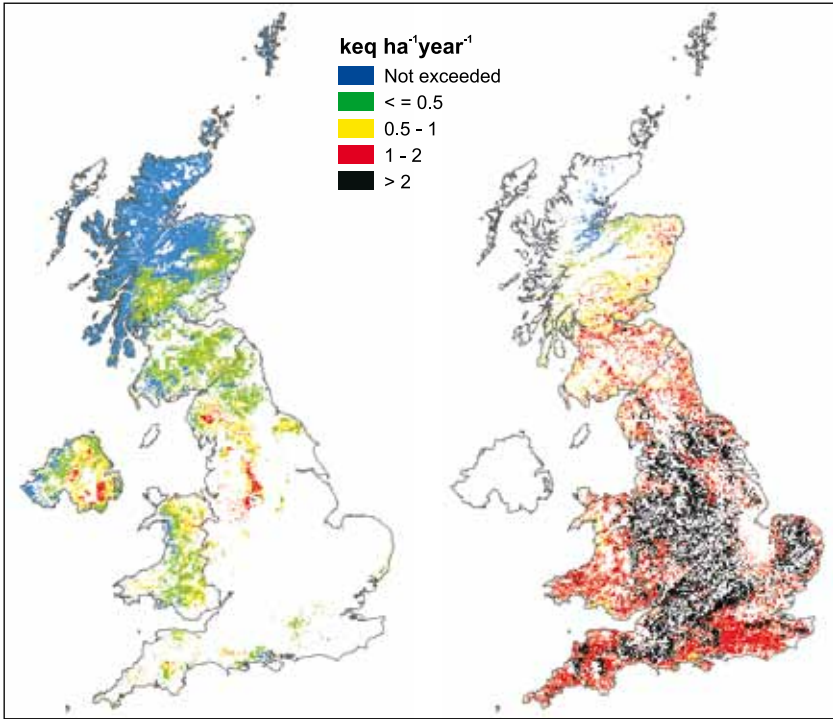 keq ha⁻¹year⁻¹
Not exceeded
< = 0.5
0.5 - 1
1 - 2
> 2